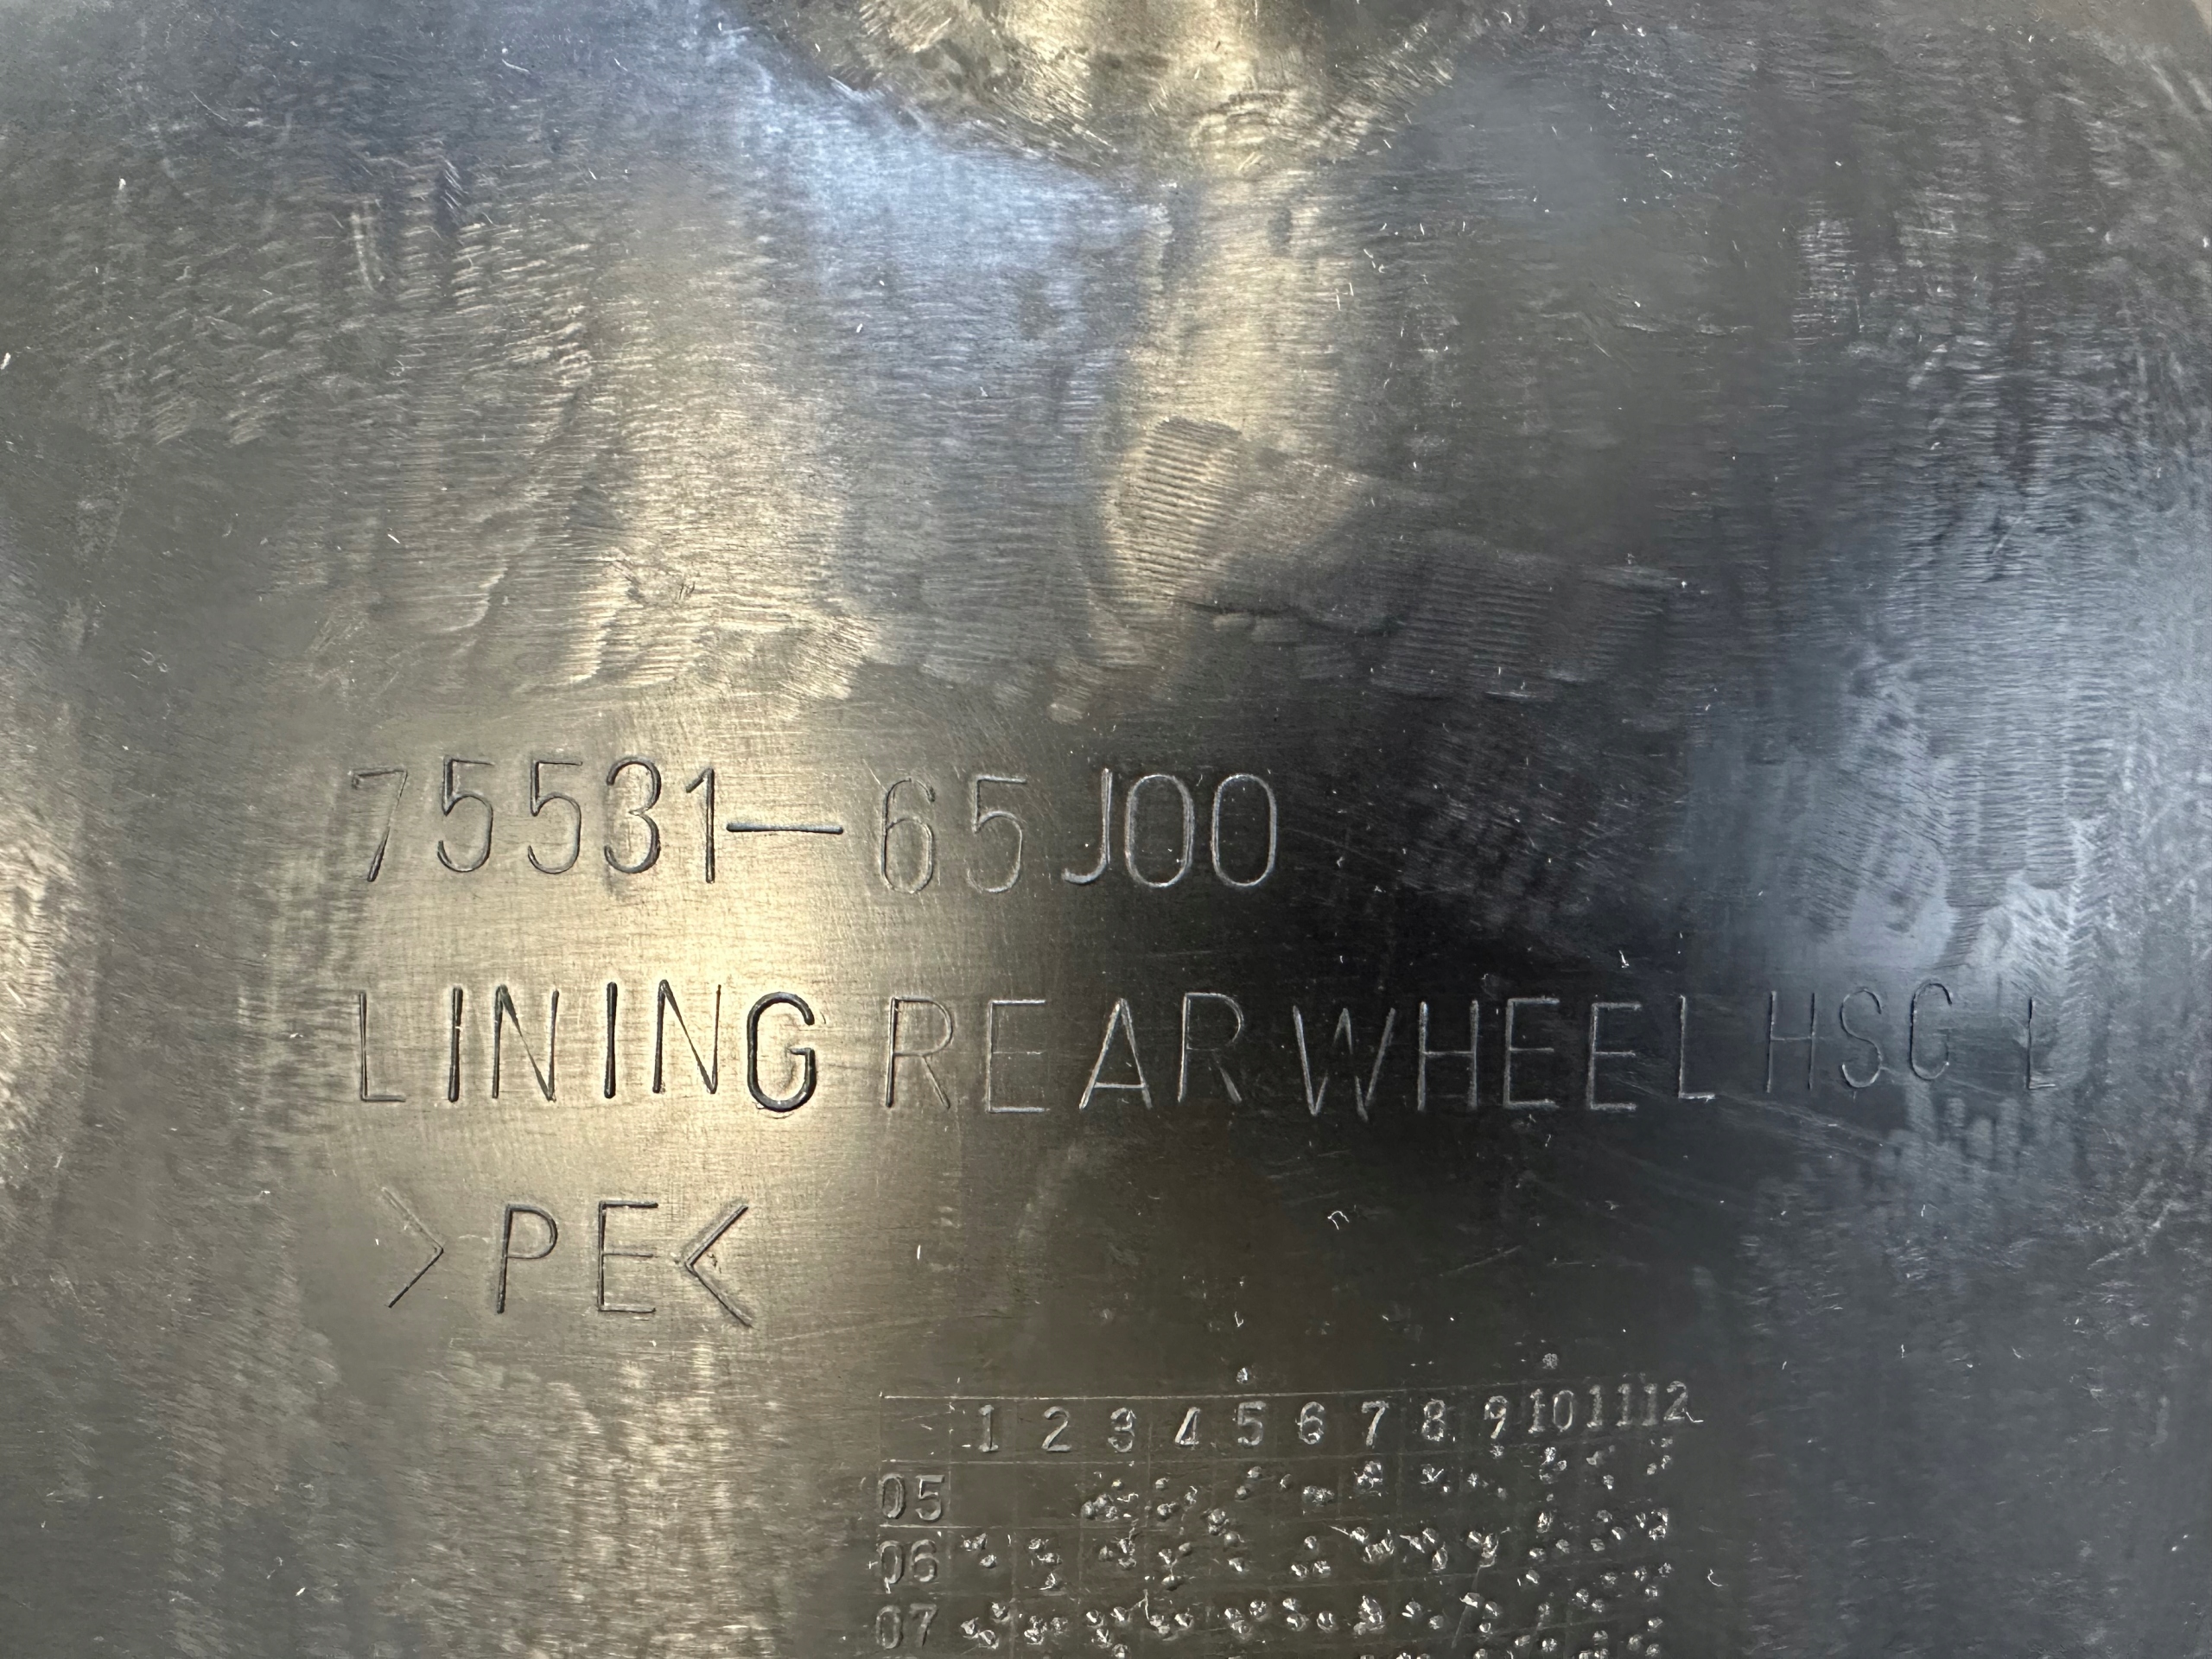 75531-65J00
LINING REAR WHEEL HSG L
>PE<
1 2 3 4 5 6 7 8 9 10 11 12
05
06
07